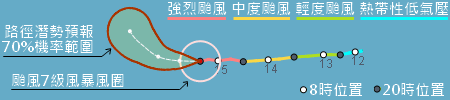 強烈颱風 中度颱風 輕度颱風 熱帶性低氣壓
路徑潛勢預報
70%機率範圍
15 14 13 12
颱風7級風暴風圈
8時位置 20時位置